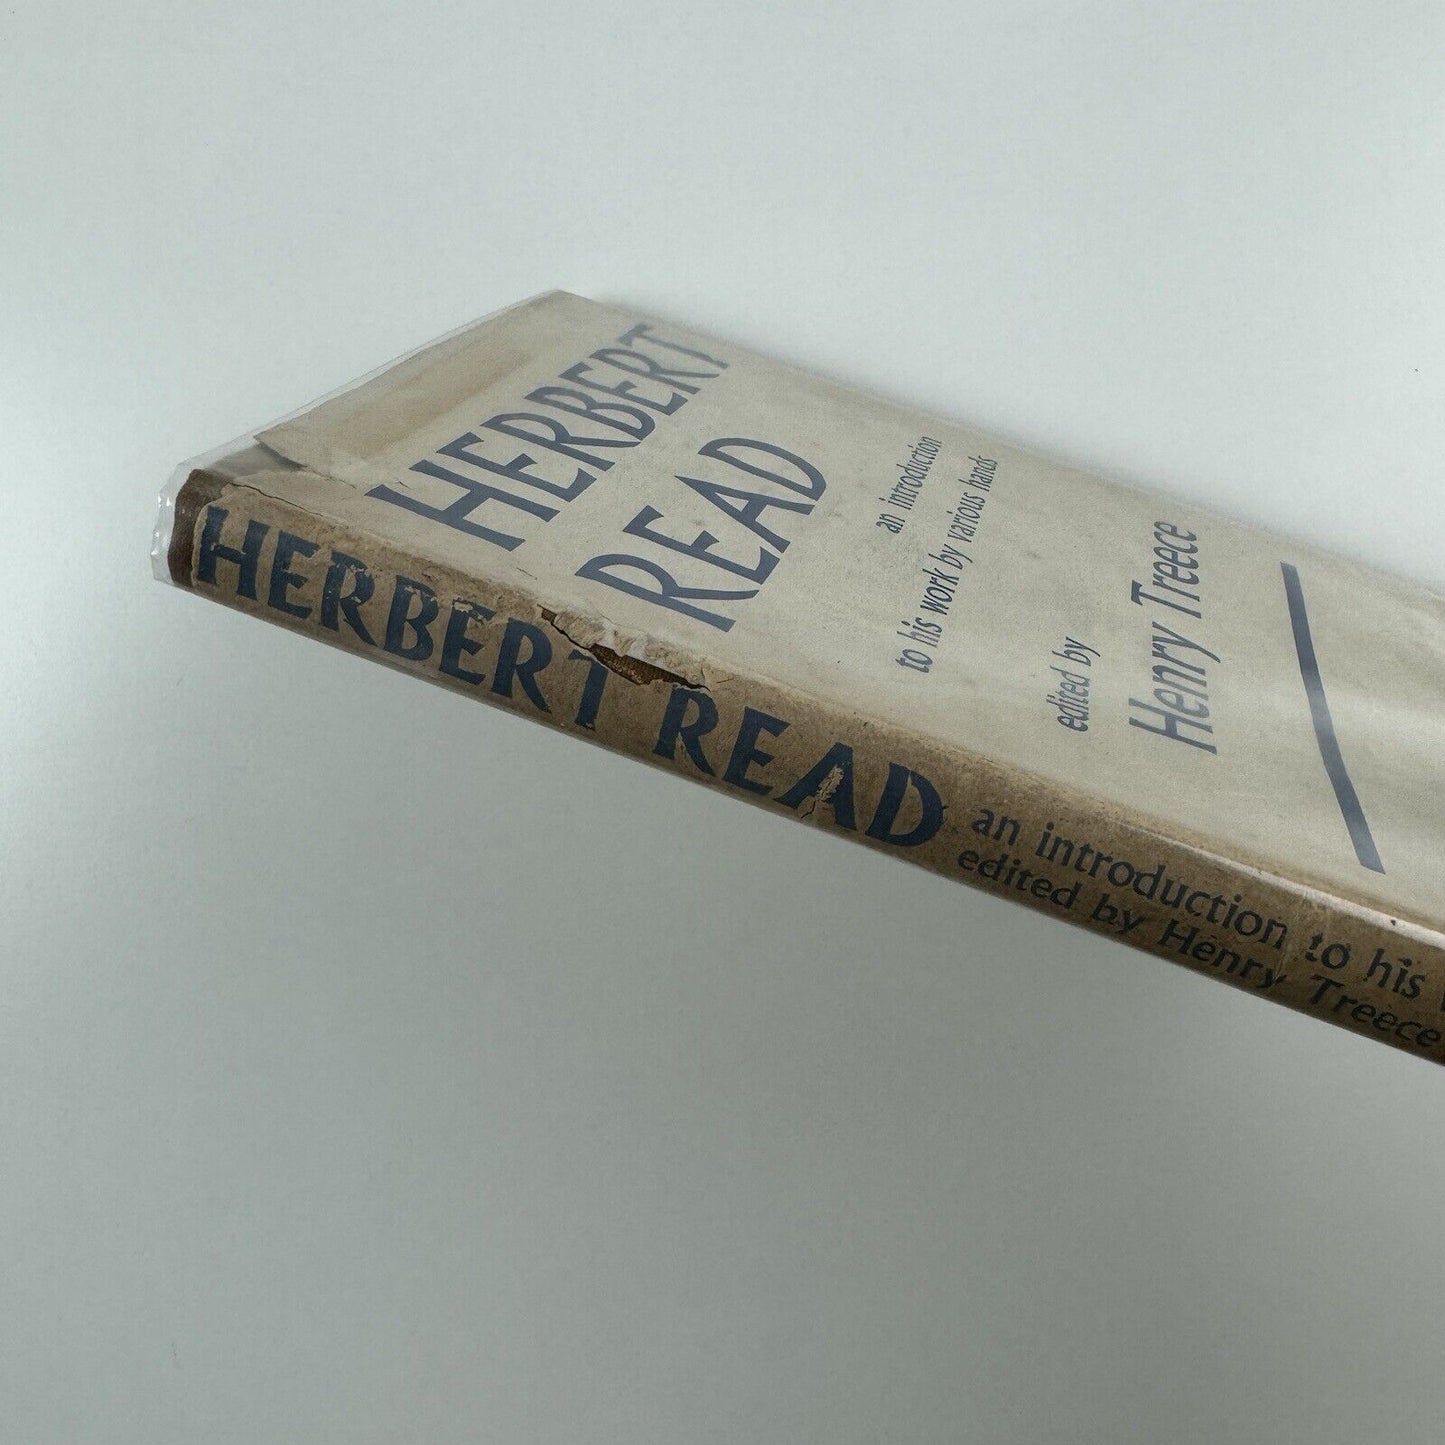 HERBERT
READ
an introduction
to his work by various hands
edited by
Henry Treece
HERBERT READ
an introduction to his
edited by Henry Treece